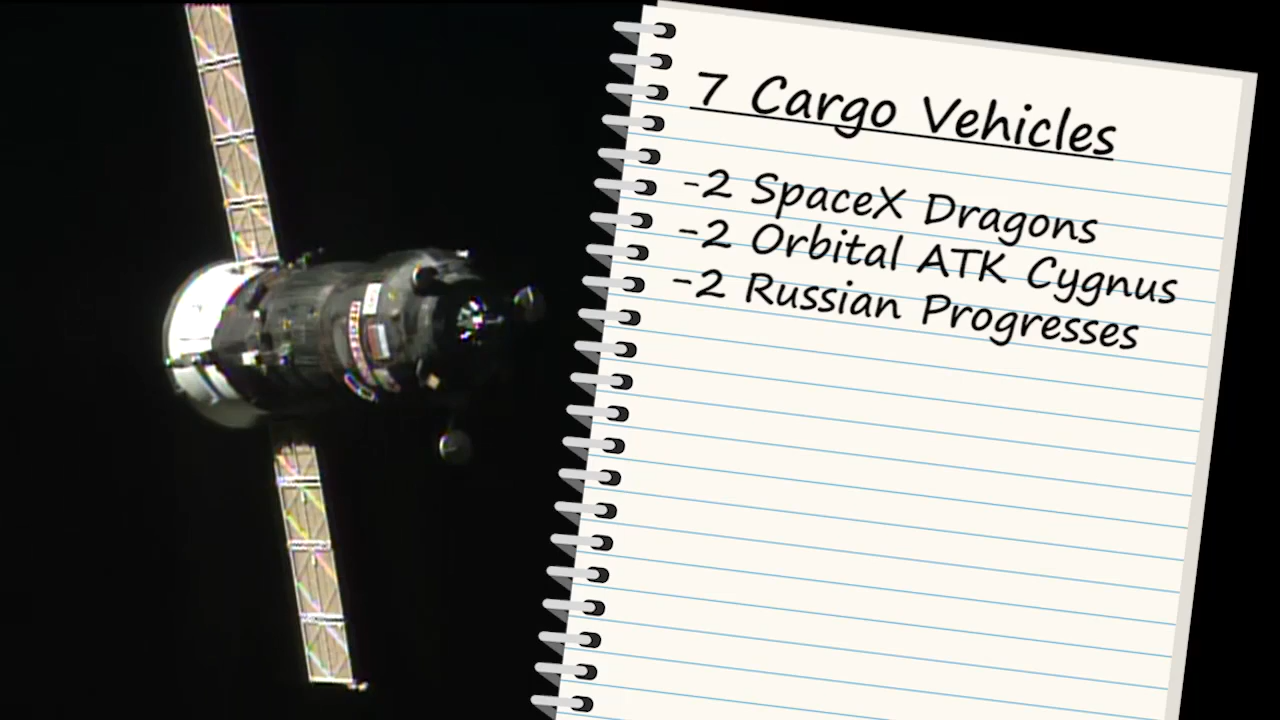 7 Cargo Vehicles
-2 SpaceX Dragons
-2 Orbital ATK Cygnus
-2 Russian Progresses